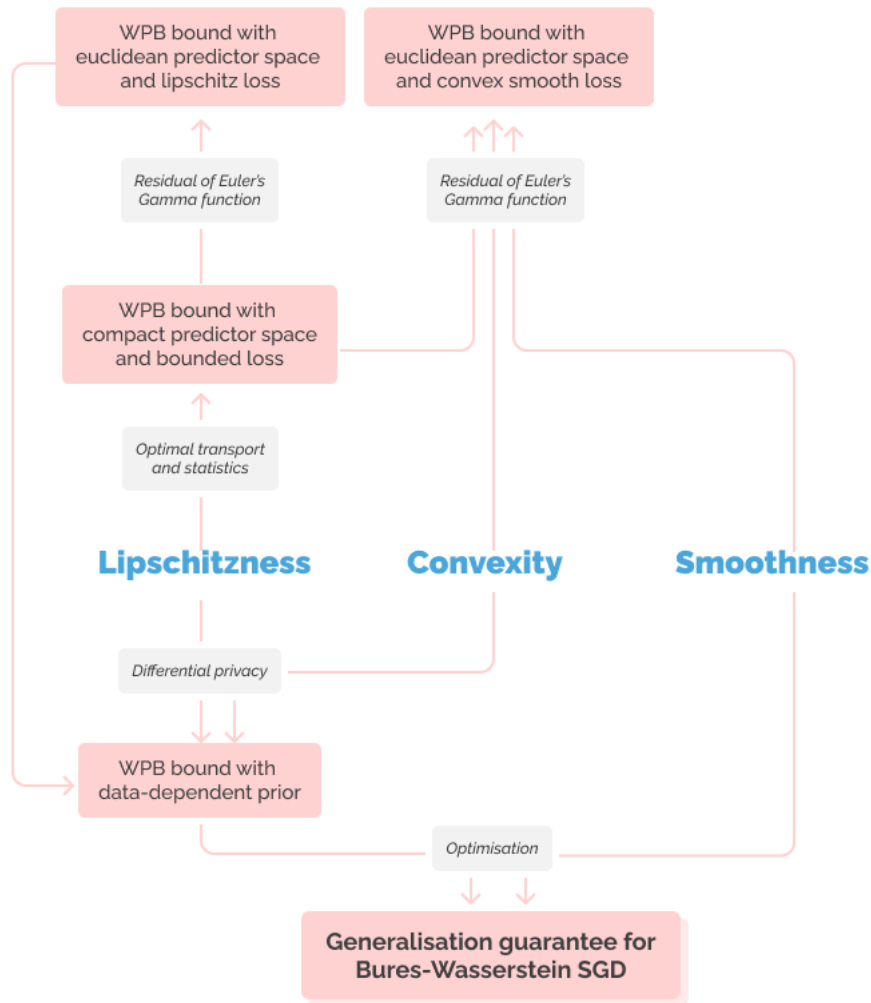 WPB bound with
euclidean predictor space
and lipschitz loss
WPB bound with
euclidean predictor space
and convex smooth loss
Residual of Euler's
Gamma function
Residual of Euler's
Gamma function
WPB bound with
compact predictor space
and bounded loss
Optimal transport
and statistics
Lipschitzness
Convexity
Smoothness
Differential privacy
WPB bound with
data-dependent prior
Optimisation
Generalisation guarantee for
Bures-Wasserstein SGD